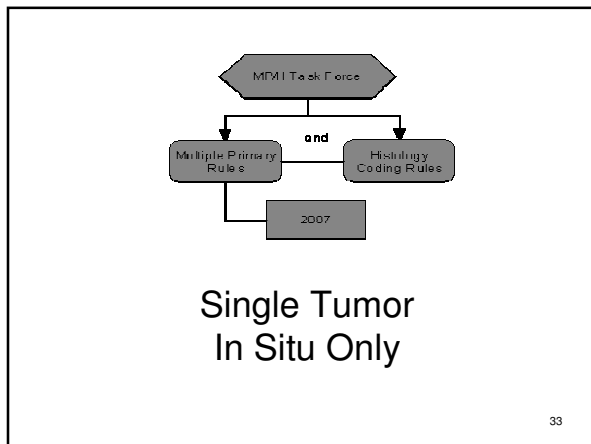 MP/H Task Force
and
Multiple Primary
Rules
Histology
Coding Rules
2007
Single Tumor
In Situ Only
33